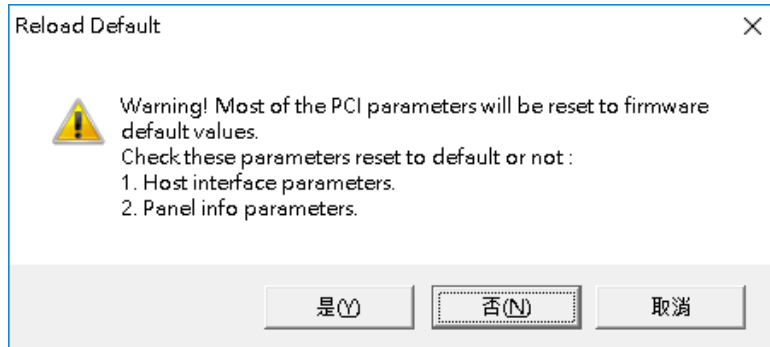 Reload Default
Warning! Most of the PCI parameters will be reset to firmware
default values.
Check these parameters reset to default or not :
1. Host interface parameters.
2. Panel info parameters.
是(Y)
否(N)
取消